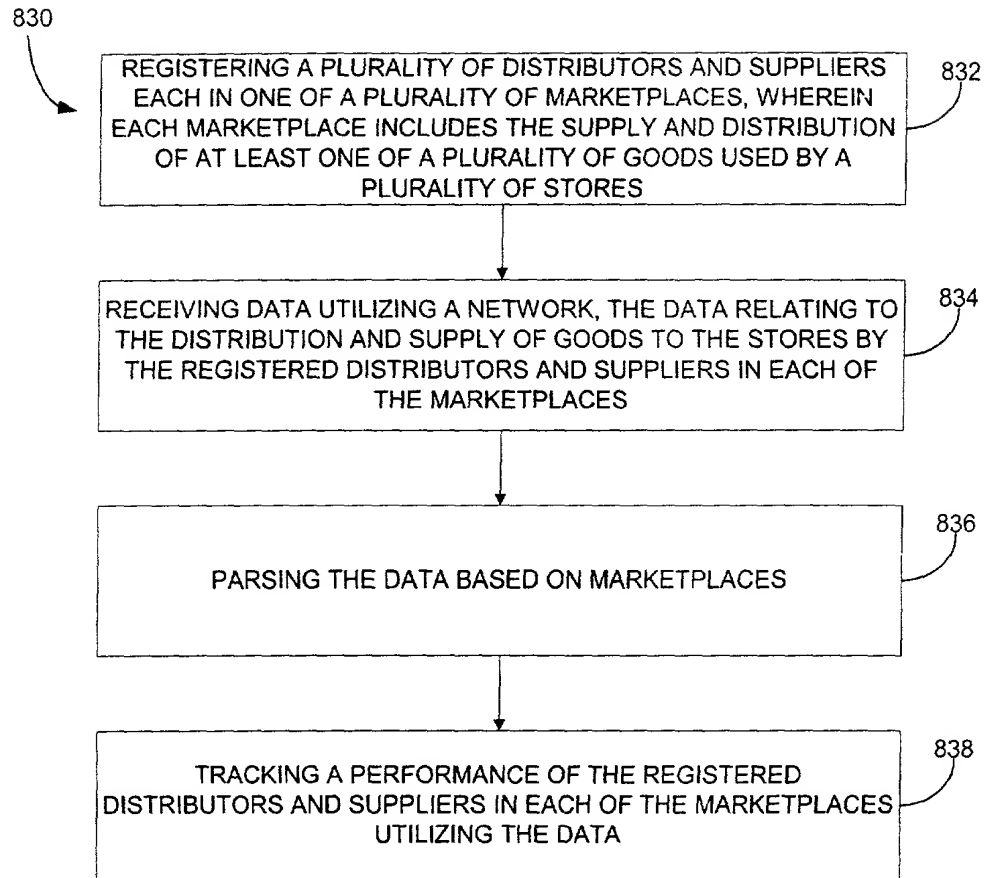 830
REGISTERING A PLURALITY OF DISTRIBUTORS AND SUPPLIERS
EACH IN ONE OF A PLURALITY OF MARKETPLACES, WHEREIN
EACH MARKETPLACE INCLUDES THE SUPPLY AND DISTRIBUTION
OF AT LEAST ONE OF A PLURALITY OF GOODS USED BY A
PLURALITY OF STORES
832
RECEIVING DATA UTILIZING A NETWORK, THE DATA RELATING TO
THE DISTRIBUTION AND SUPPLY OF GOODS TO THE STORES BY
THE REGISTERED DISTRIBUTORS AND SUPPLIERS IN EACH OF
THE MARKETPLACES
834
PARSING THE DATA BASED ON MARKETPLACES
836
TRACKING A PERFORMANCE OF THE REGISTERED
DISTRIBUTORS AND SUPPLIERS IN EACH OF THE MARKETPLACES
UTILIZING THE DATA
838